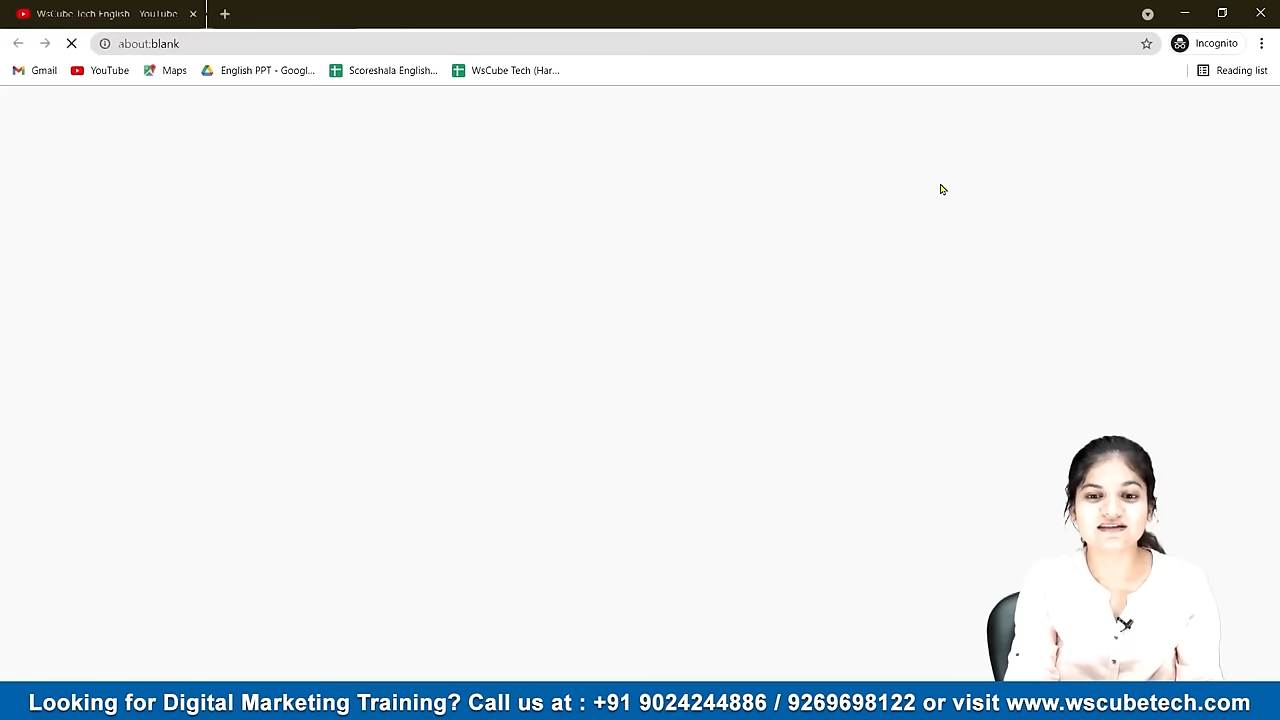 WsCube Tech English - YouTube
about:blank
Incognito
Gmail YouTube Maps English PPT - Googl... Scoreshala English... WsCube Tech (Har... Reading list
Looking for Digital Marketing Training? Call us at : +91 9024244886 / 9269698122 or visit www.wscubetech.com